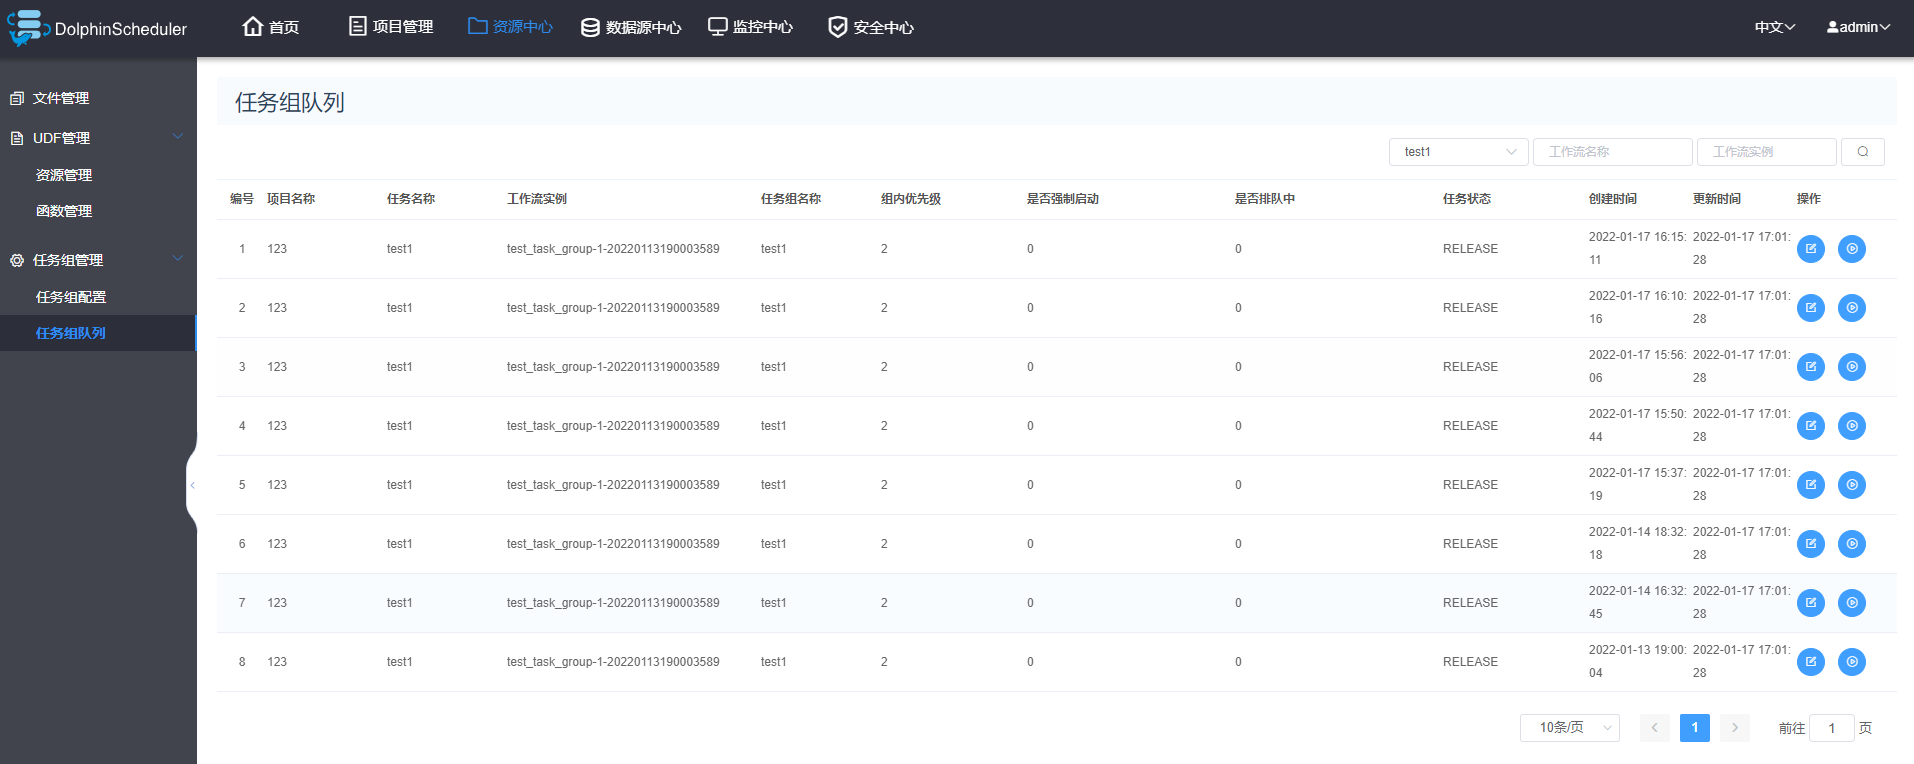 DolphinScheduler 首页 项目管理 资源中心 数据源中心 监控中心 安全中心 中文 admin
文件管理
UDF管理
资源管理
函数管理
任务组管理
任务组配置
任务组队列
任务组队列
test1 工作流名称 工作流实例
编号 项目名称 任务名称 工作流实例 任务组名称 组内优先级 是否强制启动 是否排队中 任务状态 创建时间 更新时间 操作
1 123 test1 test_task_group-1-20220113190003589 test1 2 0 0 RELEASE 2022-01-17 16:15: 2022-01-17 17:01:
11 28
2 123 test1 test_task_group-1-20220113190003589 test1 2 0 0 RELEASE 2022-01-17 16:10: 2022-01-17 17:01:
16 28
3 123 test1 test_task_group-1-20220113190003589 test1 2 0 0 RELEASE 2022-01-17 15:56: 2022-01-17 17:01:
06 28
4 123 test1 test_task_group-1-20220113190003589 test1 2 0 0 RELEASE 2022-01-17 15:50: 2022-01-17 17:01:
44 28
5 123 test1 test_task_group-1-20220113190003589 test1 2 0 0 RELEASE 2022-01-17 15:37: 2022-01-17 17:01:
19 28
6 123 test1 test_task_group-1-20220113190003589 test1 2 0 0 RELEASE 2022-01-14 18:32: 2022-01-17 17:01:
18 28
7 123 test1 test_task_group-1-20220113190003589 test1 2 0 0 RELEASE 2022-01-14 16:32: 2022-01-17 17:01:
45 28
8 123 test1 test_task_group-1-20220113190003589 test1 2 0 0 RELEASE 2022-01-13 19:00: 2022-01-17 17:01:
04 28
10条/页 1 前往 1 页